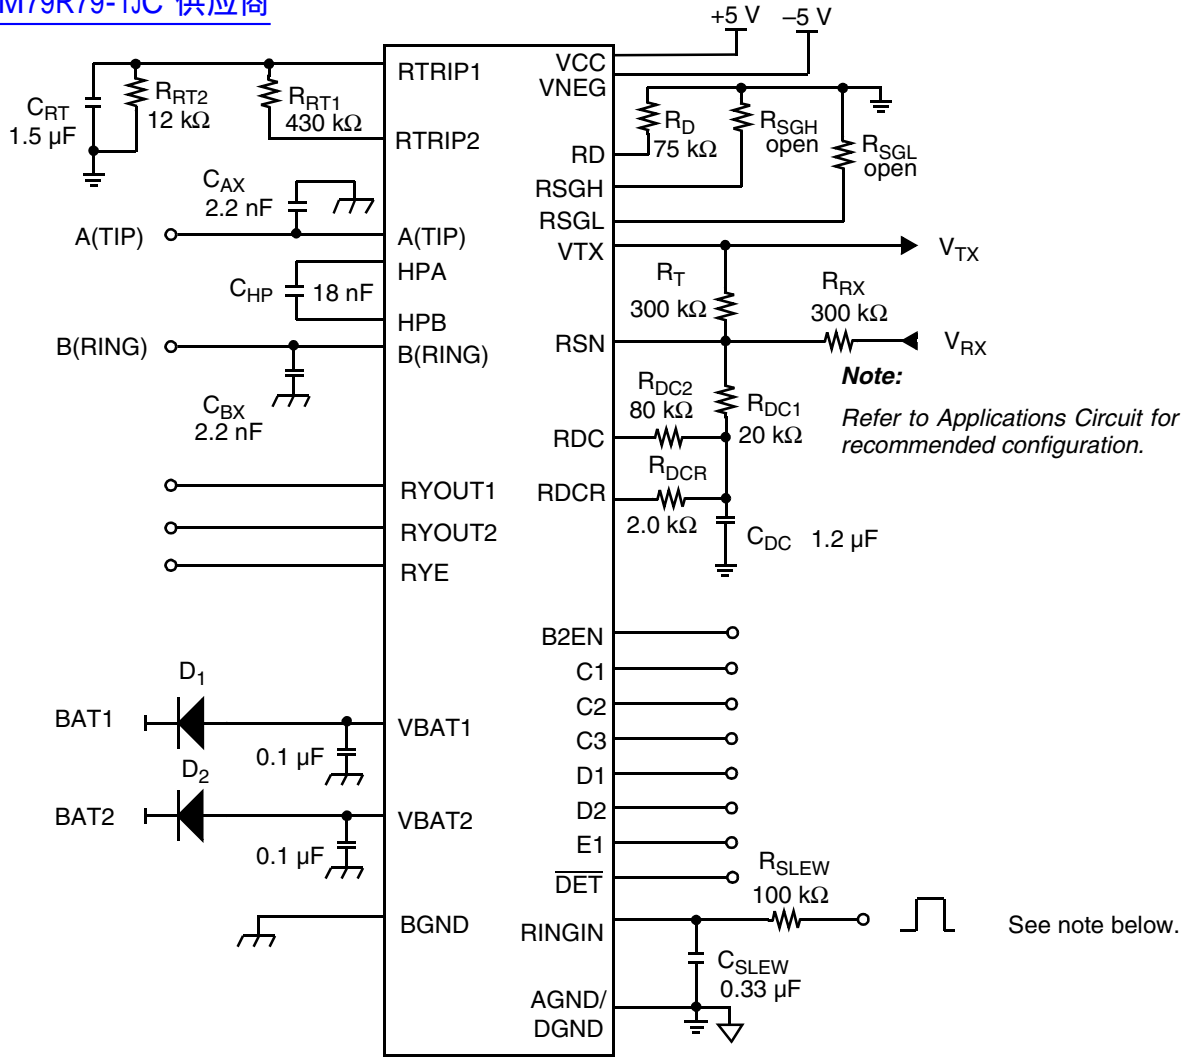 M79R79-1JC 供应商
+5 V
–5 V
RTRIP1
VCC
VNEG
CRT
1.5 µF
RRT2
12 kΩ
RRT1
430 kΩ
RTRIP2
RD
75 kΩ
RSGH
open
RSGL
open
RD
RSGH
RSGL
CAX
2.2 nF
A(TIP)
A(TIP)
VTX
VTX
HPA
CHP
18 nF
HPB
RT
300 kΩ
RRX
300 kΩ
B(RING)
B(RING)
RSN
VRX
Note:
Refer to Applications Circuit for
recommended configuration.
CBX
2.2 nF
RDC2
80 kΩ
RDC1
20 kΩ
RDC
RDCR
2.0 kΩ
RDCR
CDC 1.2 µF
RYOUT1
RYOUT2
RYE
B2EN
C1
C2
C3
D1
D2
E1
DET
D1
BAT1
VBAT1
0.1 µF
D2
BAT2
VBAT2
0.1 µF
BGND
RSLEW
100 kΩ
RINGIN
See note below.
CSLEW
0.33 µF
AGND/
DGND